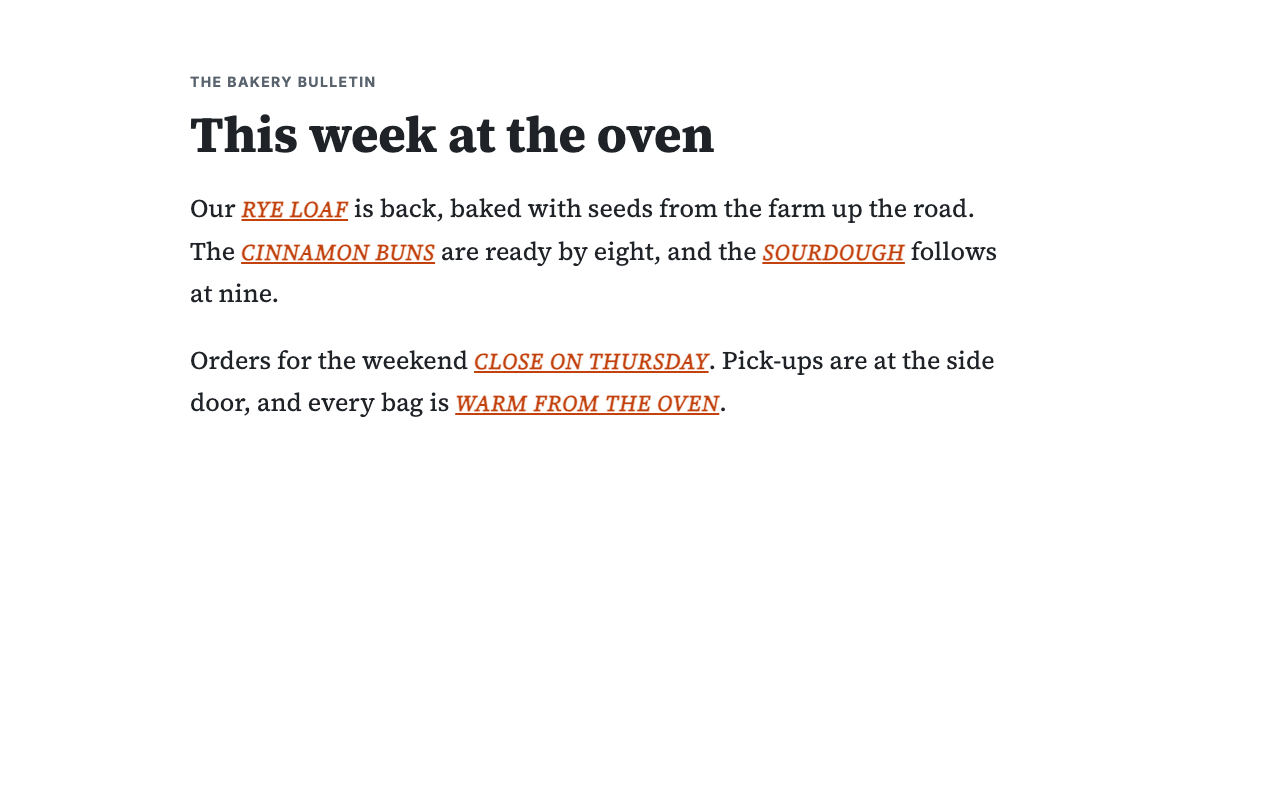 THE BAKERY BULLETIN
This week at the oven
Our RYE LOAF is back, baked with seeds from the farm up the road.
The CINNAMON BUNS are ready by eight, and the SOURDOUGH follows
at nine.
Orders for the weekend CLOSE ON THURSDAY. Pick-ups are at the side
door, and every bag is WARM FROM THE OVEN.